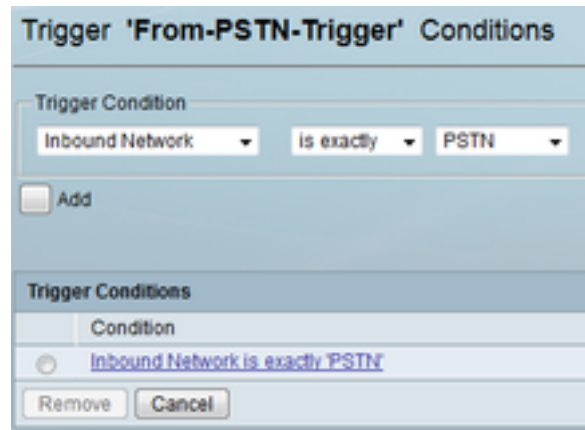 Trigger 'From-PSTN-Trigger' Conditions
Trigger Condition
Inbound Network is exactly PSTN
Add
Trigger Conditions
Condition
Inbound Network is exactly 'PSTN'
Remove Cancel